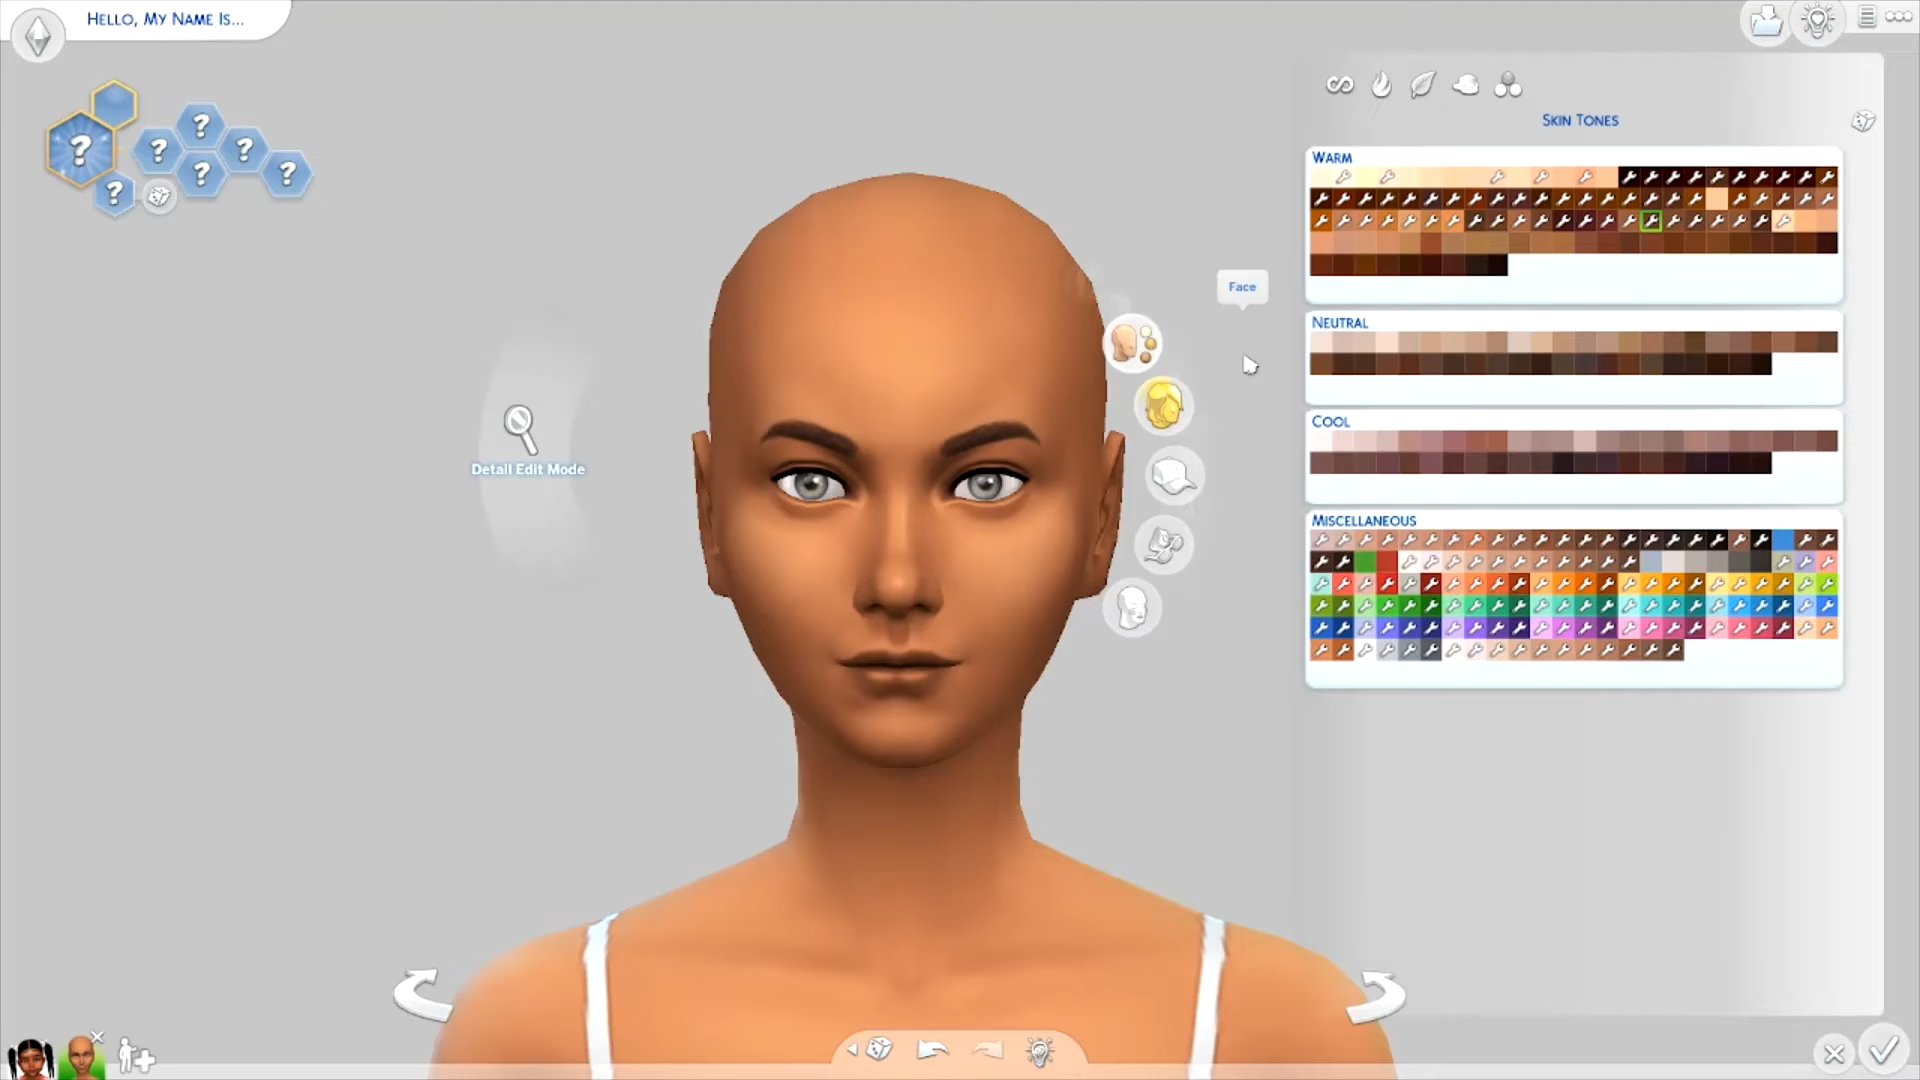 Hello, My Name Is...
? ? ? ? ? ? ?
Skin Tones
Warm
Face
Neutral
Cool
Detail Edit Mode
Miscellaneous